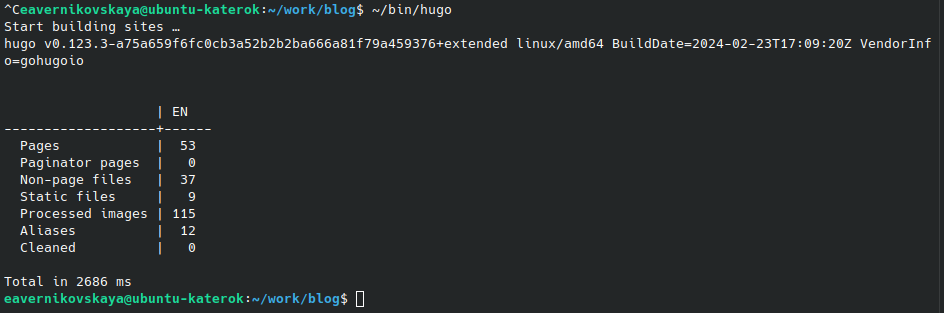 ^Ceavernikovskaya@ubuntu-katerok:~/work/blog$ ~/bin/hugo
Start building sites …
hugo v0.123.3-a75a659f6fc0cb3a52b2b2ba666a81f79a459376+extended linux/amd64 BuildDate=2024-02-23T17:09:20Z VendorInf
o=gohugoio
                   | EN
-------------------+------
  Pages            |  53
  Paginator pages  |   0
  Non-page files   |  37
  Static files     |   9
  Processed images | 115
  Aliases          |  12
  Cleaned          |   0
Total in 2686 ms
eavernikovskaya@ubuntu-katerok:~/work/blog$